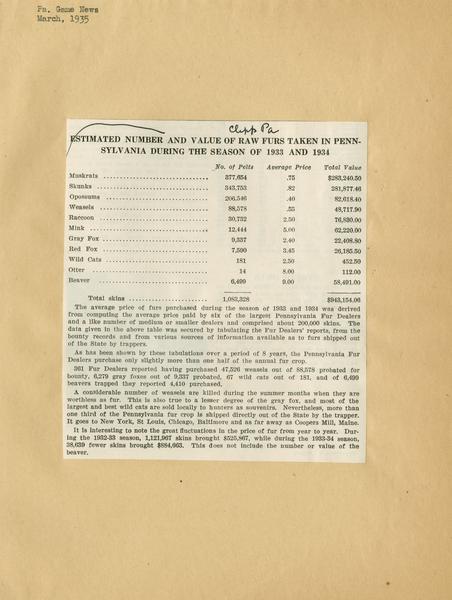 Pa. Game News
March, 1935
Clipp Pa
ESTIMATED NUMBER AND VALUE OF RAW FURS TAKEN IN PENN-
SYLVANIA DURING THE SEASON OF 1933 AND 1934
No. of Pelts Average Price Total Value
Muskrats 377,654 .75 $283,240.50
Skunks 343,753 .82 281,877.46
Opossums 206,546 .40 82,618.40
Weasels 88,578 .55 48,717.90
Raccoon 30,732 2.50 76,830.00
Mink 12,444 5.00 62,220.00
Gray Fox 9,337 2.40 22,408.80
Red Fox 7,590 3.45 26,185.50
Wild Cats 181 2.50 452.50
Otter 14 8.00 112.00
Beaver 6,499 9.00 58,491.00
Total skins 1,083,328 $943,154.06
The average price of furs purchased during the season of 1933 and 1934 was derived
from computing the average price paid by six of the largest Pennsylvania Fur Dealers
and a like number of medium or smaller dealers and comprised about 200,000 skins. The
data given in the above table was secured by tabulating the Fur Dealers' reports, from the
bounty records and from various sources of information available as to furs shipped out
of the State by trappers.
As has been shown by these tabulations over a period of 8 years, the Pennsylvania Fur
Dealers purchase only slightly more than one half of the annual fur crop.
361 Fur Dealers reported having purchased 47,526 weasels out of 88,578 probated for
bounty, 6,279 gray foxes out of 9,337 probated, 67 wild cats out of 181, and of 6,499
beavers trapped they reported 4,410 purchased.
A considerable number of weasels are killed during the summer months when they are
worthless as fur. This is also true to a lesser degree of the gray fox, and most of the
largest and best wild cats are sold locally to hunters as souvenirs. Nevertheless, more than
one third of the Pennsylvania fur crop is shipped directly out of the State by the trapper.
It goes to New York, St Louis, Chicago, Baltimore and as far away as Coopers Mill, Maine.
It is interesting to note the great fluctuations in the price of fur from year to year. Dur-
ing the 1932-33 season, 1,121,967 skins brought $525,867, while during the 1933-34 season,
38,639 fewer skins brought $884,663. This does not include the number or value of the
beaver.